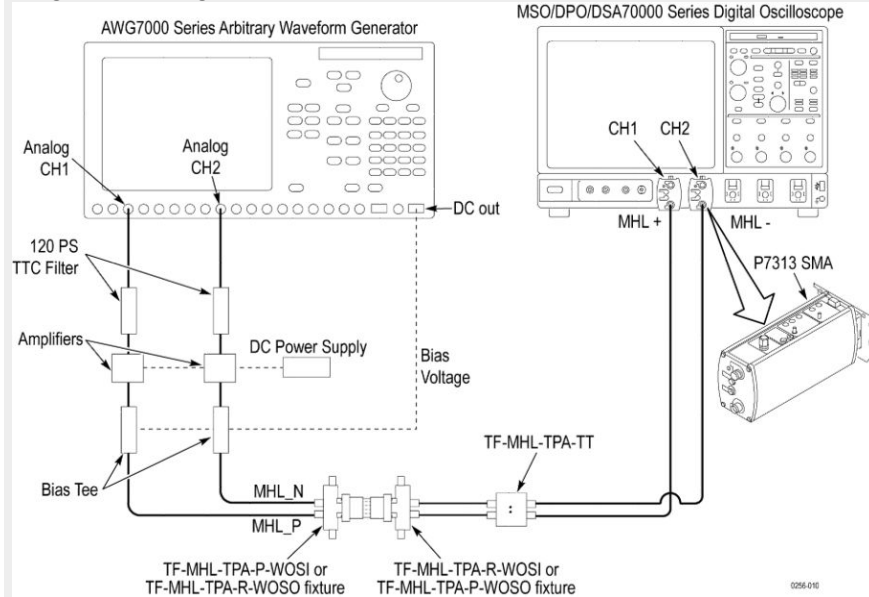 AWG7000 Series Arbitrary Waveform Generator
MSO/DPO/DSA70000 Series Digital Oscilloscope
Analog
CH1
Analog
CH2
DC out
CH1
CH2
MHL +
MHL -
120 PS
TTC Filter
P7313 SMA
Amplifiers
DC Power Supply
Bias
Voltage
Bias Tee
TF-MHL-TPA-TT
MHL_N
MHL_P
TF-MHL-TPA-P-WOSI or
TF-MHL-TPA-R-WOSO fixture
TF-MHL-TPA-R-WOSI or
TF-MHL-TPA-P-WOSO fixture
0256-010